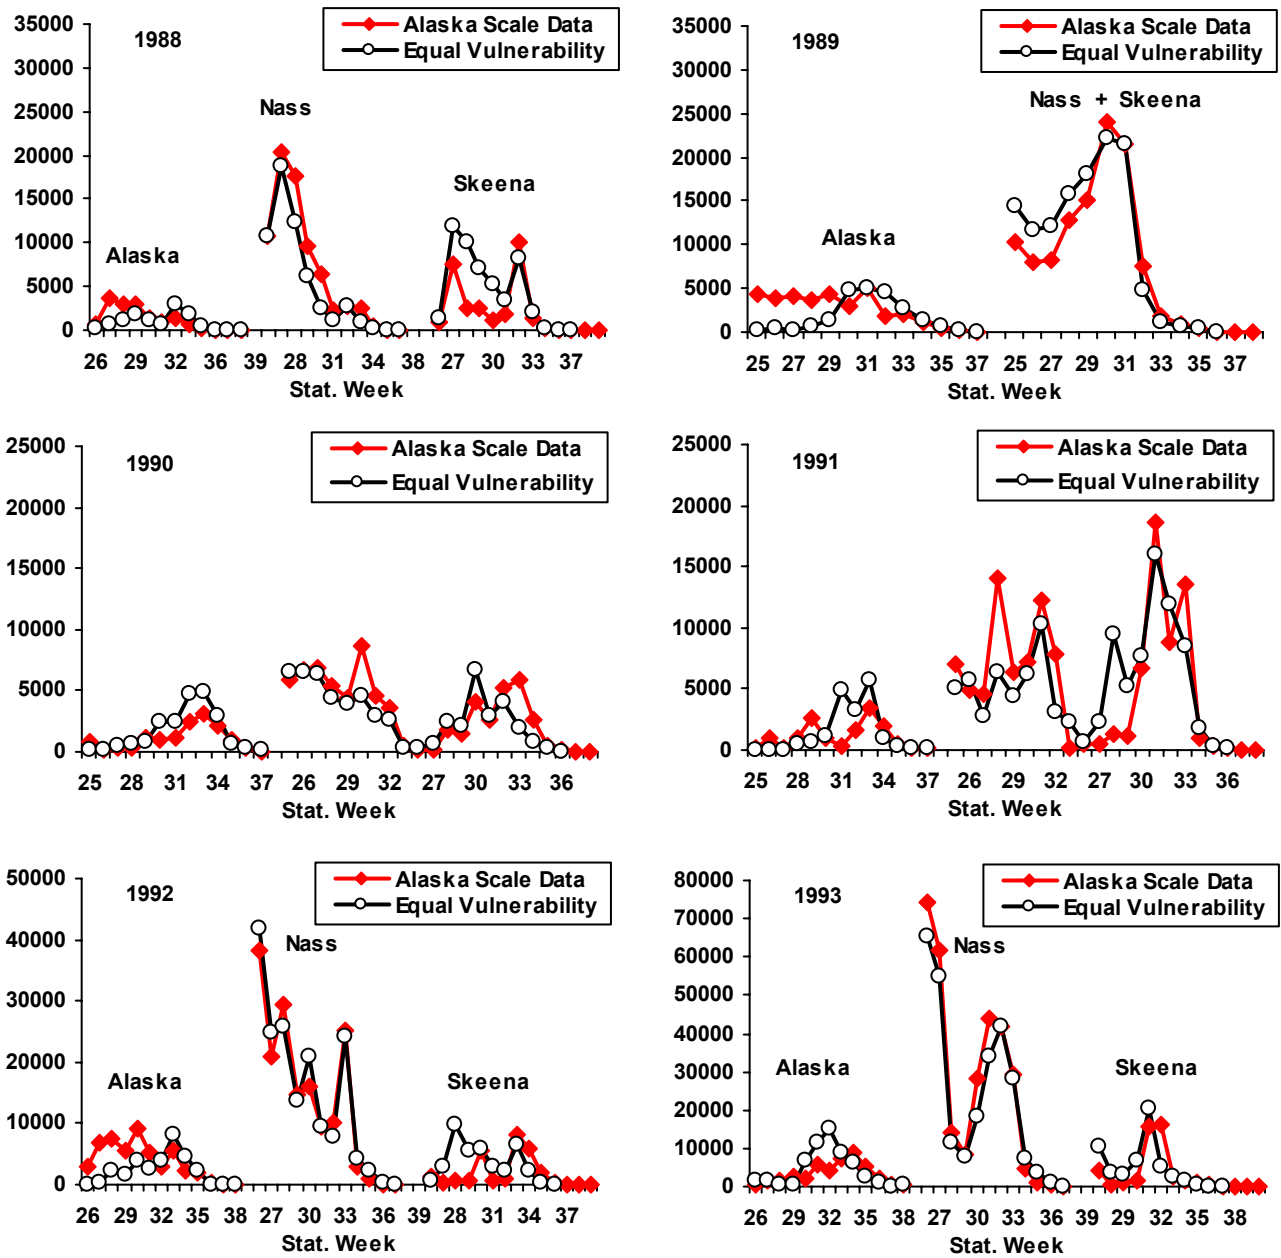 35000
30000
25000
20000
15000
10000
5000
0
1988
Alaska Scale Data
Equal Vulnerability
Nass
Skeena
Alaska
26 29 32 36 39 28 31 37 27 30 33 37
Stat. Week
35000
30000
25000
20000
15000
10000
5000
0
1989
Alaska Scale Data
Equal Vulnerability
Nass + Skeena
Alaska
25 27 29 31 33 35 37 25 27 29 31 33 37
Stat. Week
25000
20000
15000
10000
5000
0
1990
Alaska Scale Data
Equal Vulnerability
25 28 31 34 37 26 29 32 27 30 33 36
Stat. Week
25000
20000
15000
10000
5000
0
1991
Alaska Scale Data
Equal Vulnerability
25 28 31 34 37 26 29 32 27 30 33 36
Stat. Week
50000
40000
30000
20000
10000
0
1992
Alaska Scale Data
Equal Vulnerability
Nass
Alaska
Skeena
26 29 32 35 38 27 30 33 37 28 31 34 37
Stat. Week
80000
70000
60000
50000
40000
30000
20000
10000
0
1993
Alaska Scale Data
Equal Vulnerability
Nass
Alaska
Skeena
26 29 32 35 38 27 30 33 37 29 32 38
Stat. Week